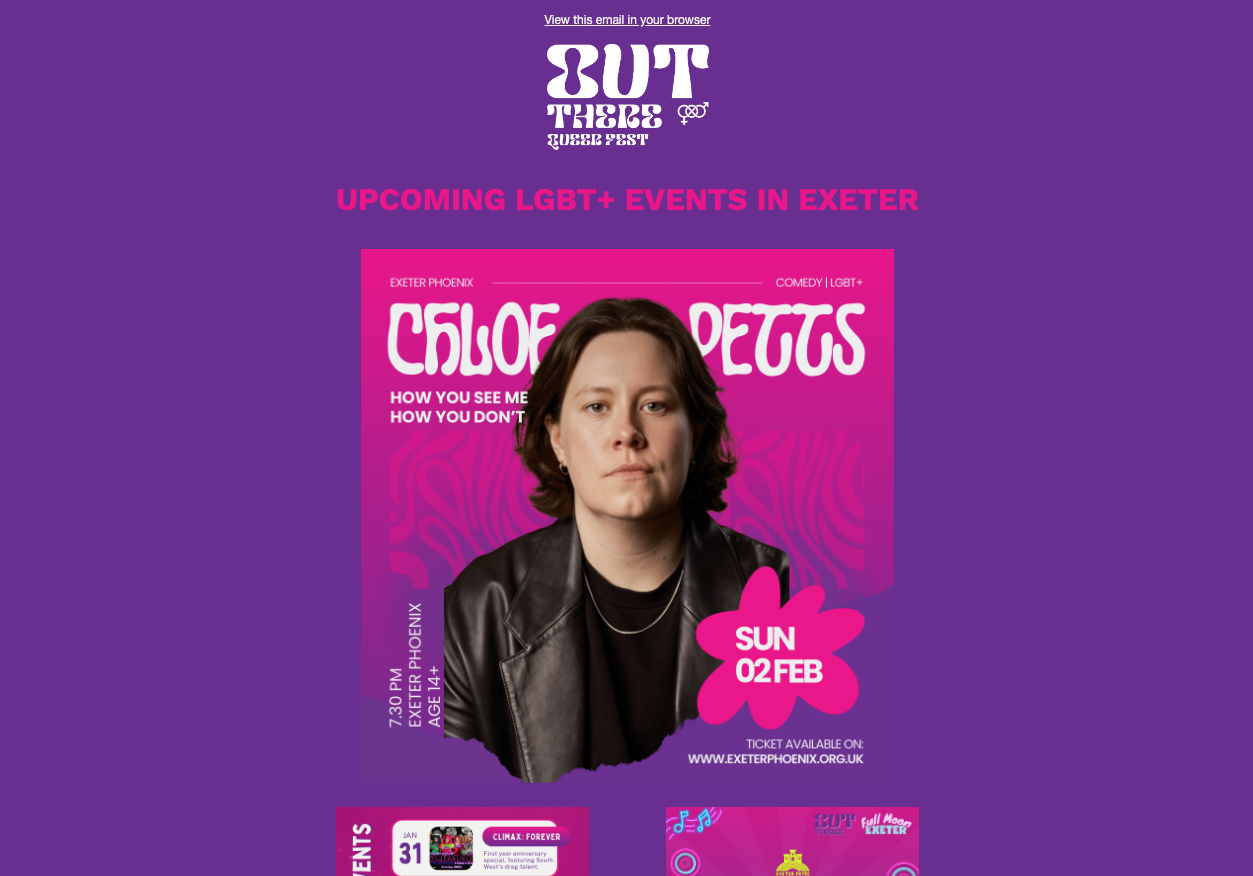 View this email in your browser
OUT
THERE
QUEER FEST
UPCOMING LGBT+ EVENTS IN EXETER
EXETER PHOENIX
COMEDY | LGBT+
CHLOE PETTS
HOW YOU SEE ME
HOW YOU DON'T
7.30 PM
EXETER PHOENIX
AGE 14+
SUN
02 FEB
TICKET AVAILABLE ON:
WWW.EXETERPHOENIX.ORG.UK
JAN
31
CLIMAX: FOREVER
First year anniversary
special, featuring South
West's drag talent.
OUT
THERE
Full Moon
EXETER
EXETER PRIDE